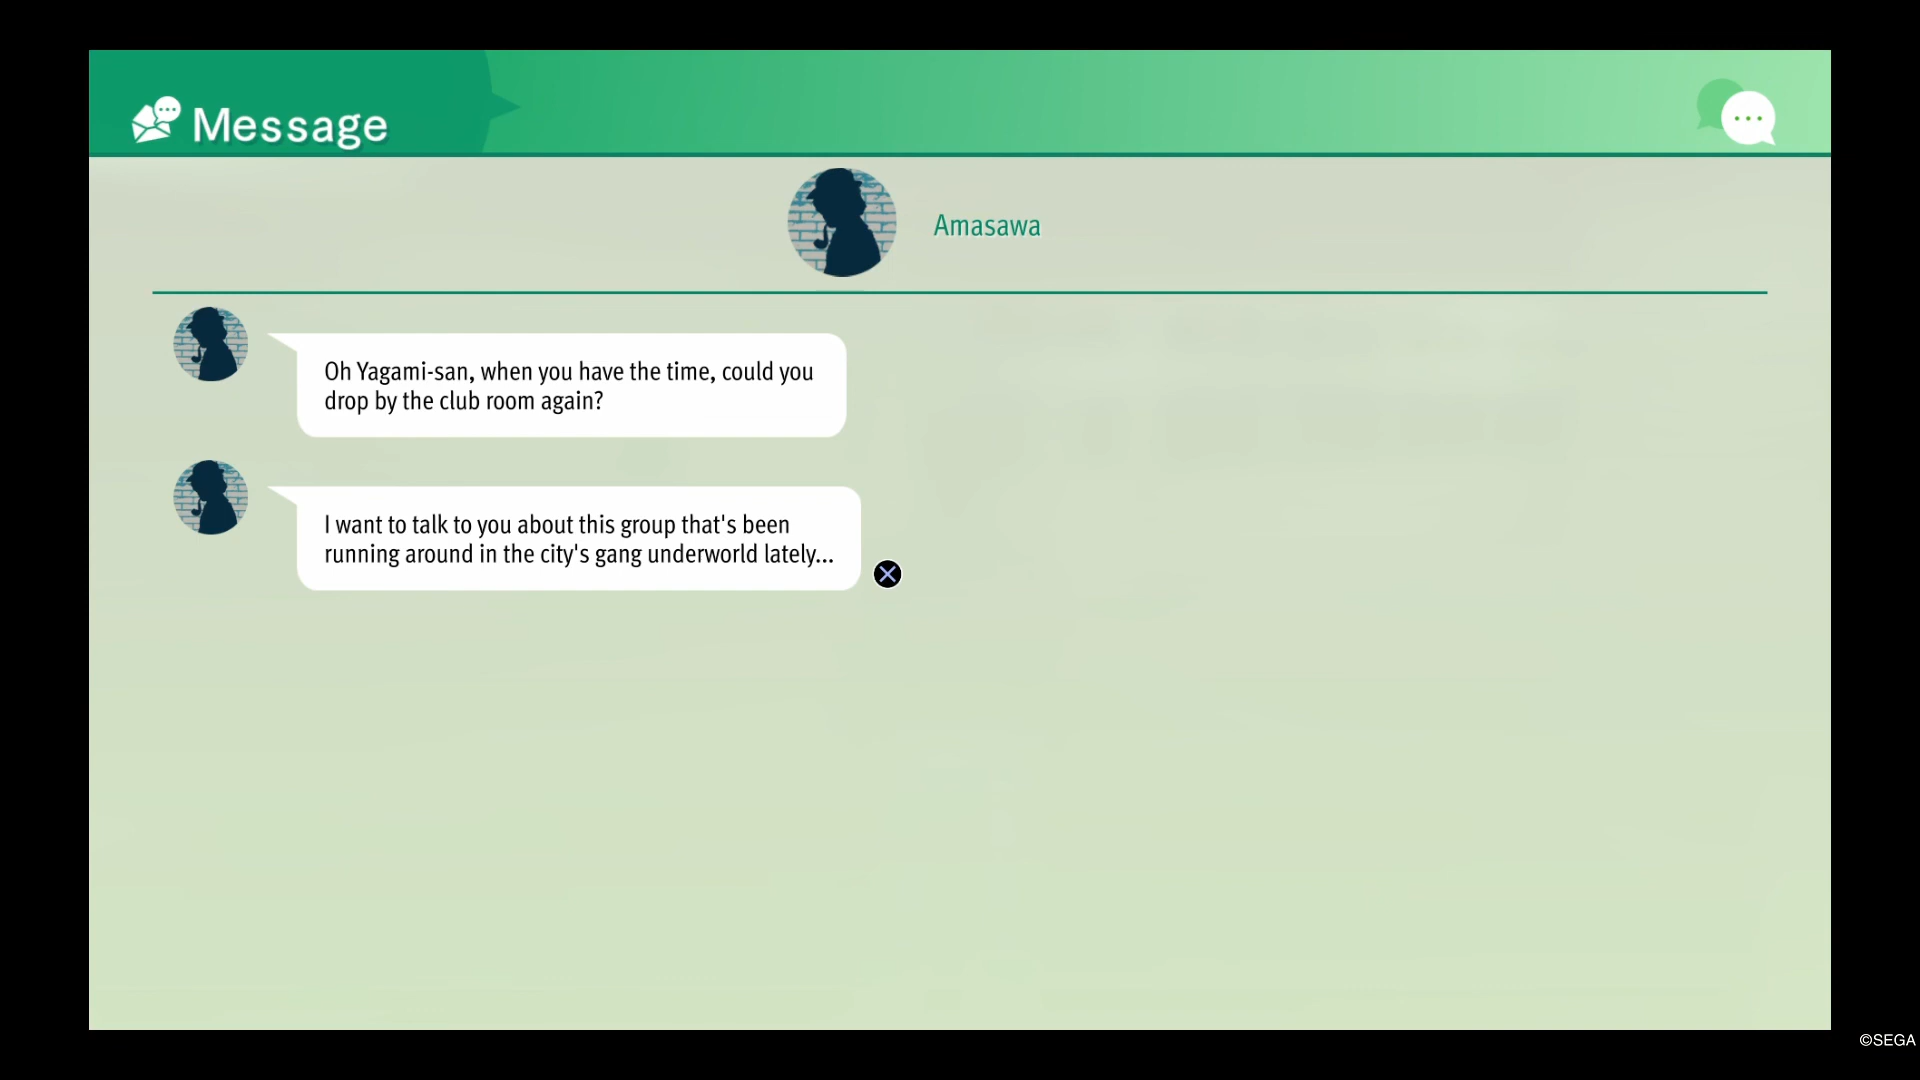 Message
Amasawa
Oh Yagami-san, when you have the time, could you
drop by the club room again?
I want to talk to you about this group that's been
running around in the city's gang underworld lately...
©SEGA